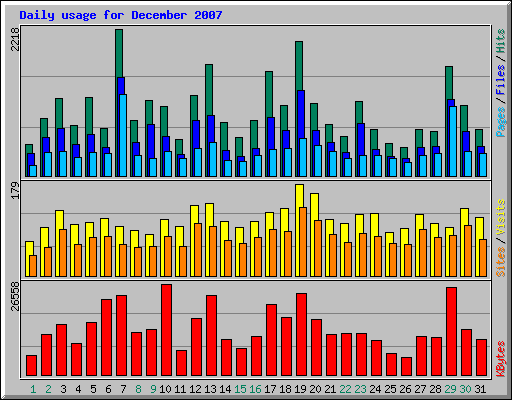 Daily usage for December 2007
2218
Pages / Files / Hits
179
Sites / Visits
26558
KBytes
1 2 3 4 5 6 7 8 9 10 11 12 13 14 15 16 17 18 19 20 21 22 23 24 25 26 27 28 29 30 31